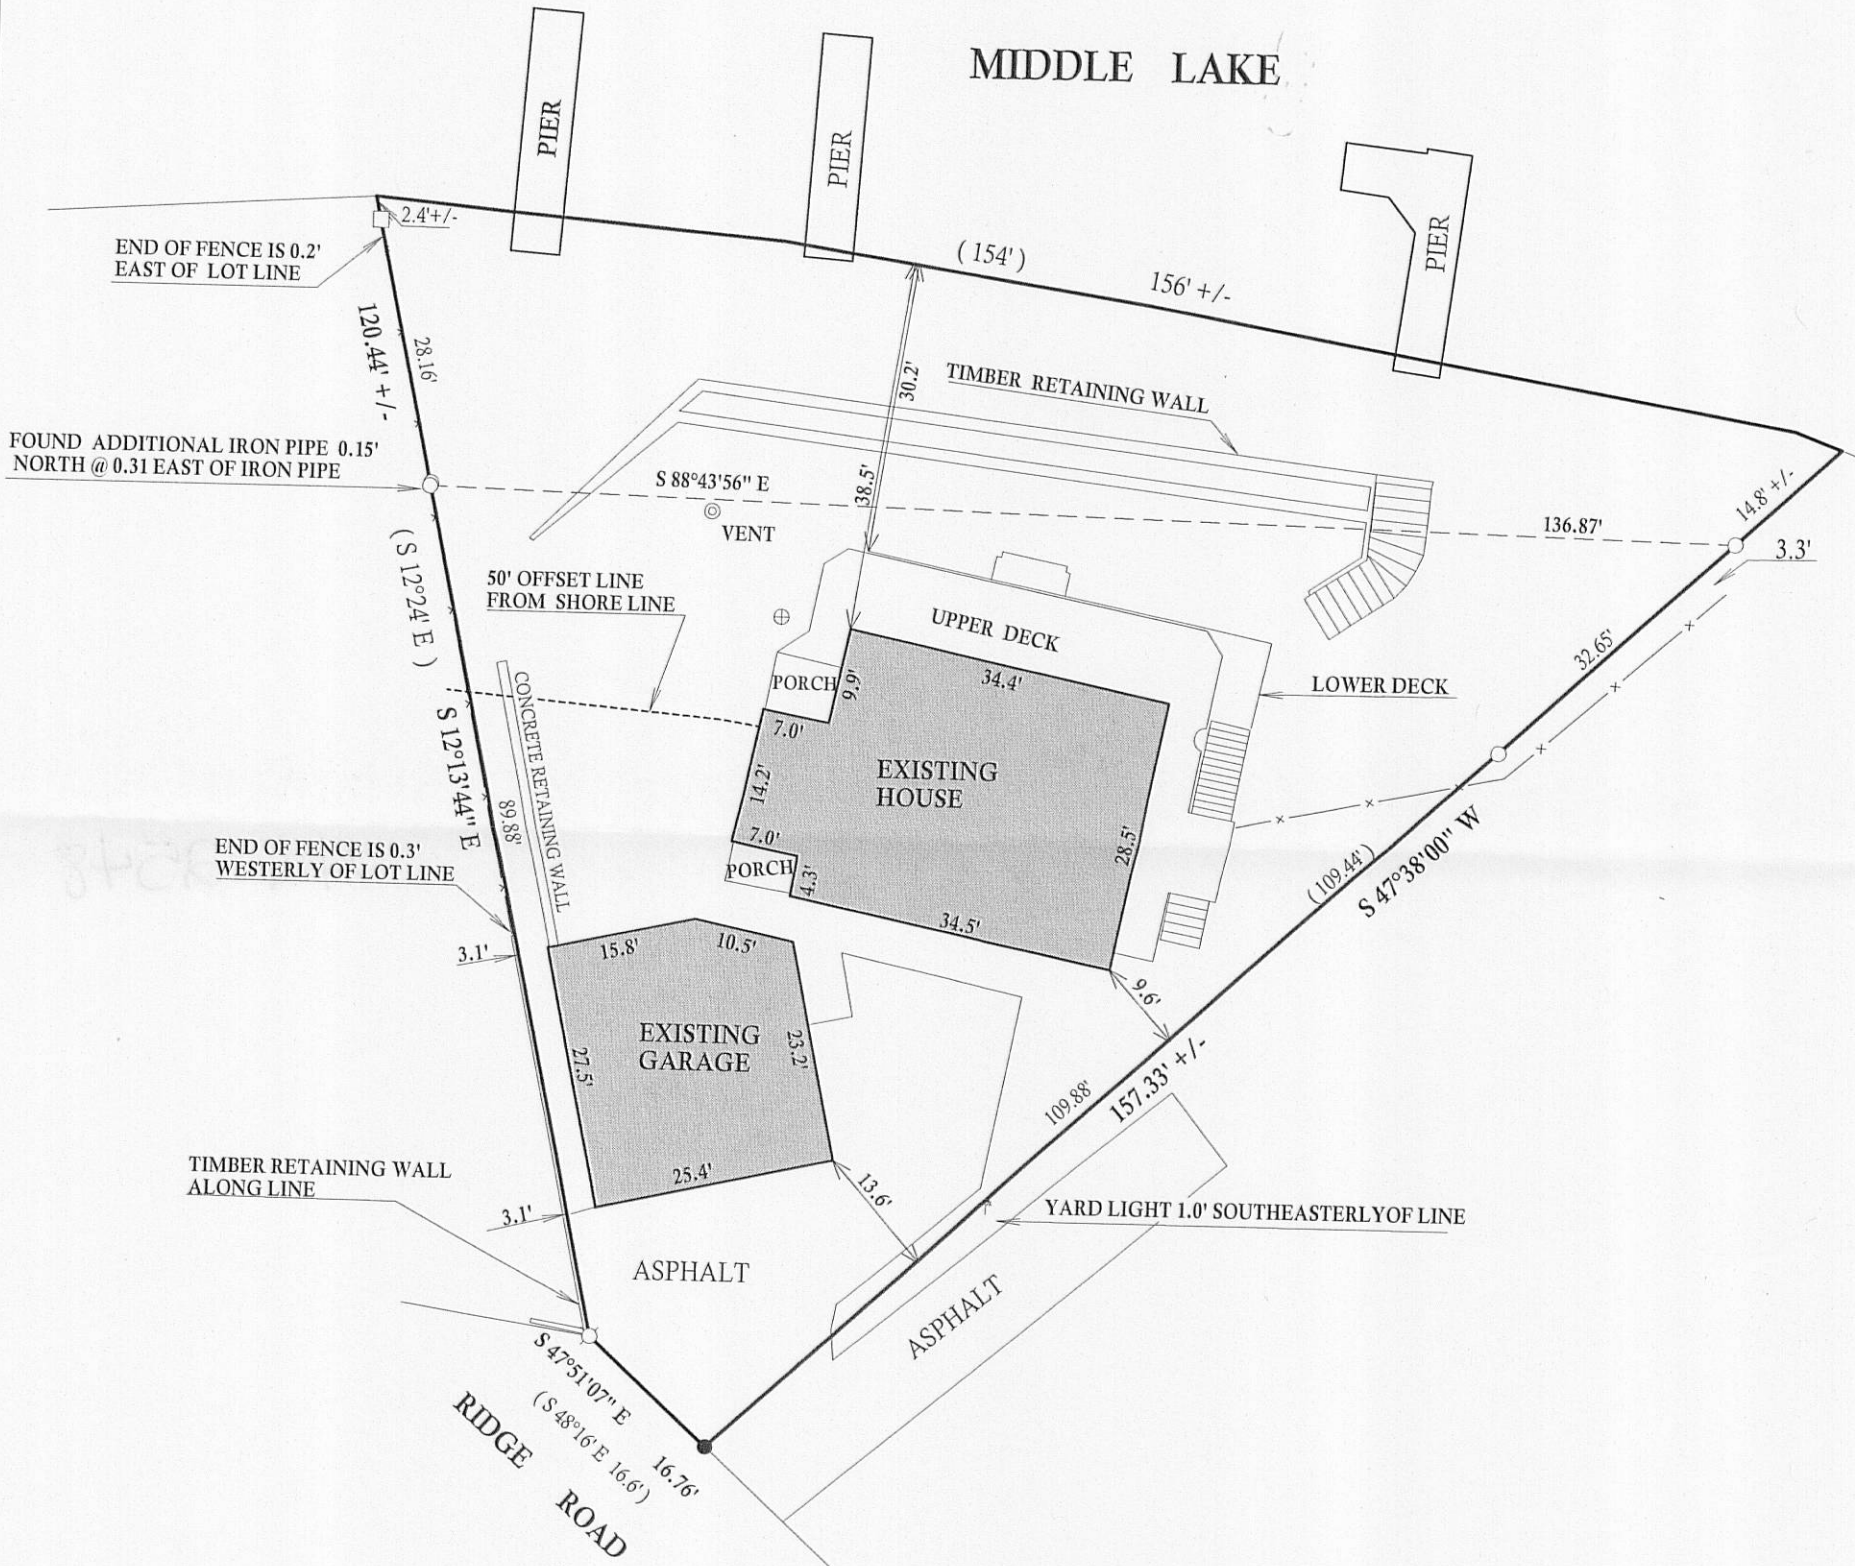 MIDDLE LAKE
PIER
PIER
PIER
2.4'+/-
END OF FENCE IS 0.2'
EAST OF LOT LINE
( 154' )
156' +/-
120.44' +/-
28.16'
30.2'
TIMBER RETAINING WALL
FOUND ADDITIONAL IRON PIPE 0.15'
NORTH @ 0.31 EAST OF IRON PIPE
S 88°43'56" E
38.5'
VENT
136.87'
14.8' +/-
3.3'
( S 12°24' E )
50' OFFSET LINE
FROM SHORE LINE
UPPER DECK
32.65'
PORCH
9.9'
34.4'
LOWER DECK
CONCRETE RETAINING WALL
S 12°13'44" E
7.0'
14.2'
EXISTING
HOUSE
89.88'
7.0'
28.5'
END OF FENCE IS 0.3'
WESTERLY OF LOT LINE
PORCH
4.3'
(109.44')
S 47°38'00" W
34.5'
3.1'
15.8'
10.5'
9.6'
EXISTING
GARAGE
27.5'
23.2'
109.88'
157.33' +/-
TIMBER RETAINING WALL
ALONG LINE
25.4'
13.6'
3.1'
YARD LIGHT 1.0' SOUTHEASTERLYOF LINE
ASPHALT
ASPHALT
S 47°51'07" E
16.76'
( S 48°16' E 16.6')
RIDGE ROAD